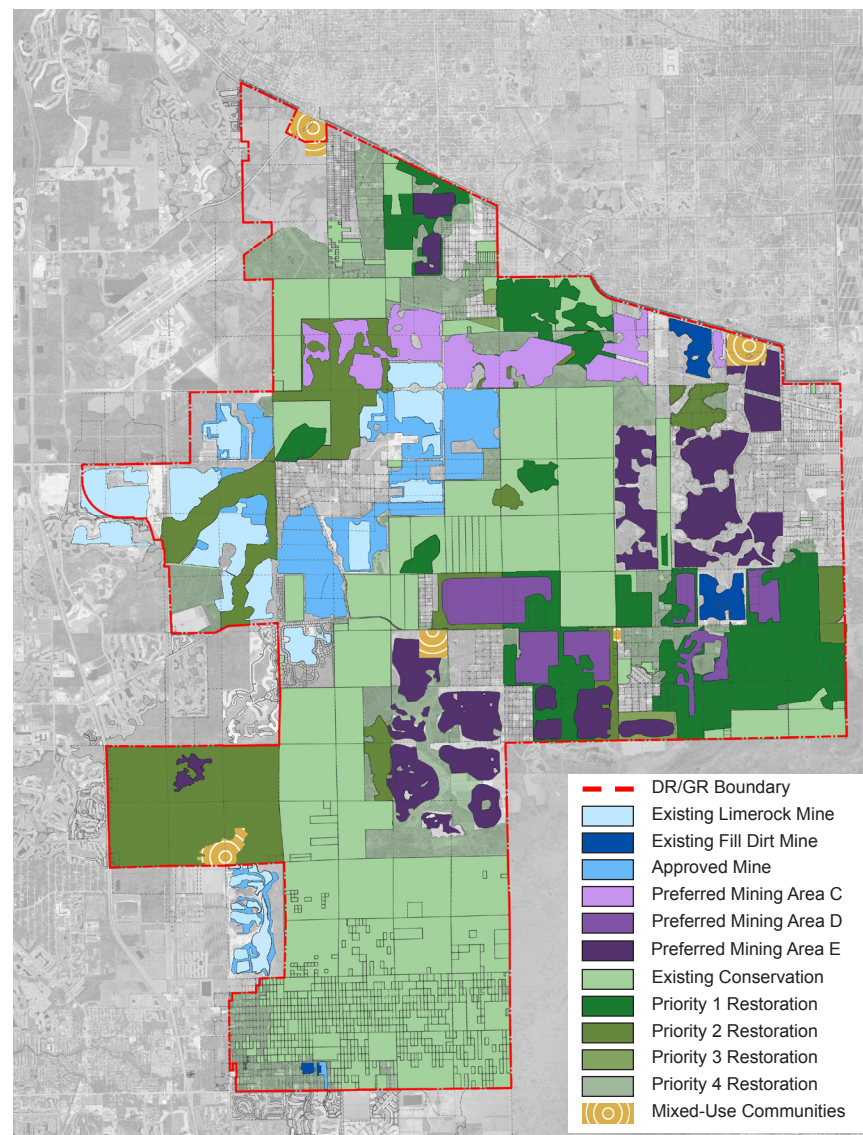 DR/GR Boundary
Existing Limerock Mine
Existing Fill Dirt Mine
Approved Mine
Preferred Mining Area C
Preferred Mining Area D
Preferred Mining Area E
Existing Conservation
Priority 1 Restoration
Priority 2 Restoration
Priority 3 Restoration
Priority 4 Restoration
Mixed-Use Communities